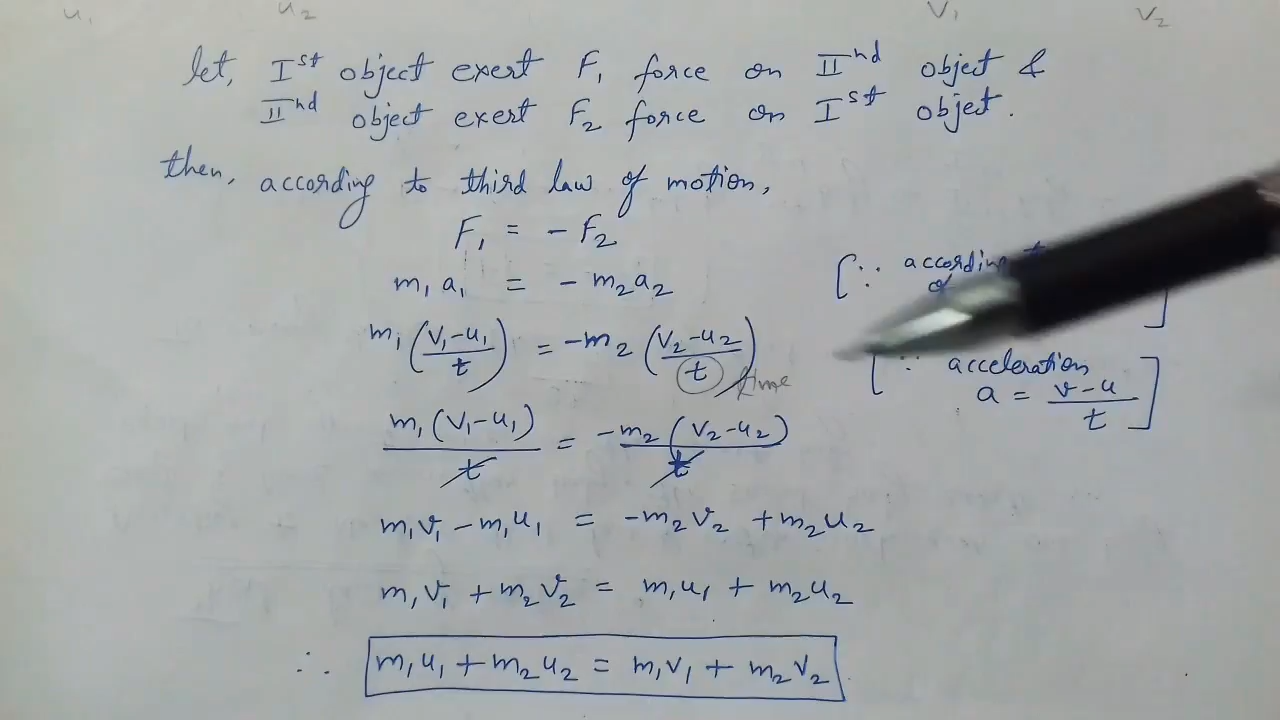 u₁ u₂ V₁ V₂
let, Iˢᵗ object exert F₁ force on IIⁿᵈ object &
IIⁿᵈ object exert F₂ force on Iˢᵗ object.
then, according to third law of motion,
F₁ = - F₂
m₁ a₁ = - m₂a₂ [∵ according of ]
m₁ (V₁-u₁/t) = -m₂ (V₂-u₂/t) time [∵ acceleration a = v-u/t]
m₁(V₁-u₁)/t = -m₂(V₂-u₂)/t
m₁v₁ - m₁u₁ = -m₂V₂ + m₂u₂
m₁v₁ + m₂v₂ = m₁u₁ + m₂u₂
∴ m₁u₁ + m₂u₂ = m₁v₁ + m₂v₂